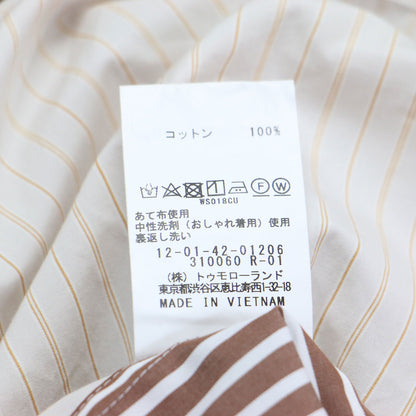 コットン 100%
F W
WS018CU
あて布使用
中性洗剤（おしゃれ着用）使用
裏返し洗い
12-01-42-01206
310060 R-01
（株）トゥモローランド
東京都渋谷区恵比寿西1-32-18
MADE IN VIETNAM